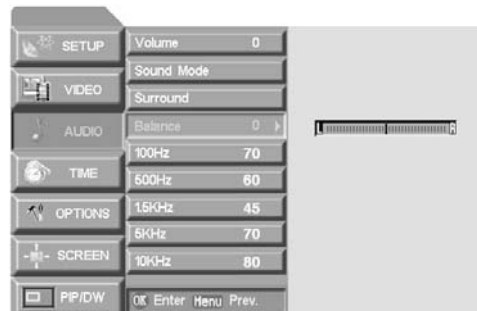 SETUP
VIDEO
AUDIO
TIME
OPTIONS
SCREEN
PIP/DW
Volume 0
Sound Mode
Surround
Balance 0
100Hz 70
500Hz 60
1.5KHz 45
5KHz 70
10KHz 80
OK Enter Menu Prev.
L R